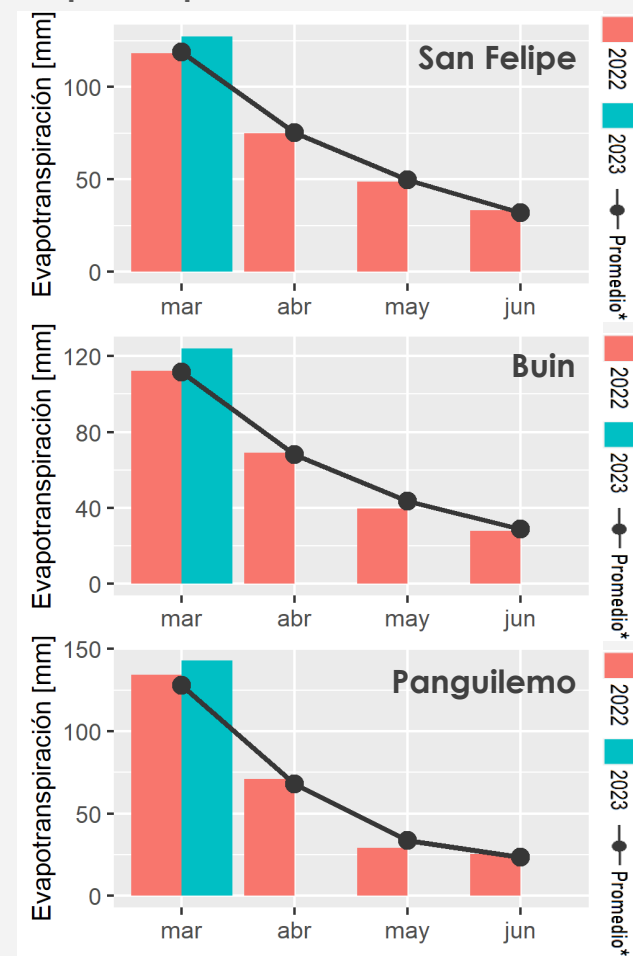 Evapotranspiración [mm]
San Felipe
100
50
0
mar abr may jun
2022 2023 Promedio*
Evapotranspiración [mm]
Buin
120
80
40
0
mar abr may jun
2022 2023 Promedio*
Evapotranspiración [mm]
Panguilemo
150
100
50
0
mar abr may jun
2022 2023 Promedio*